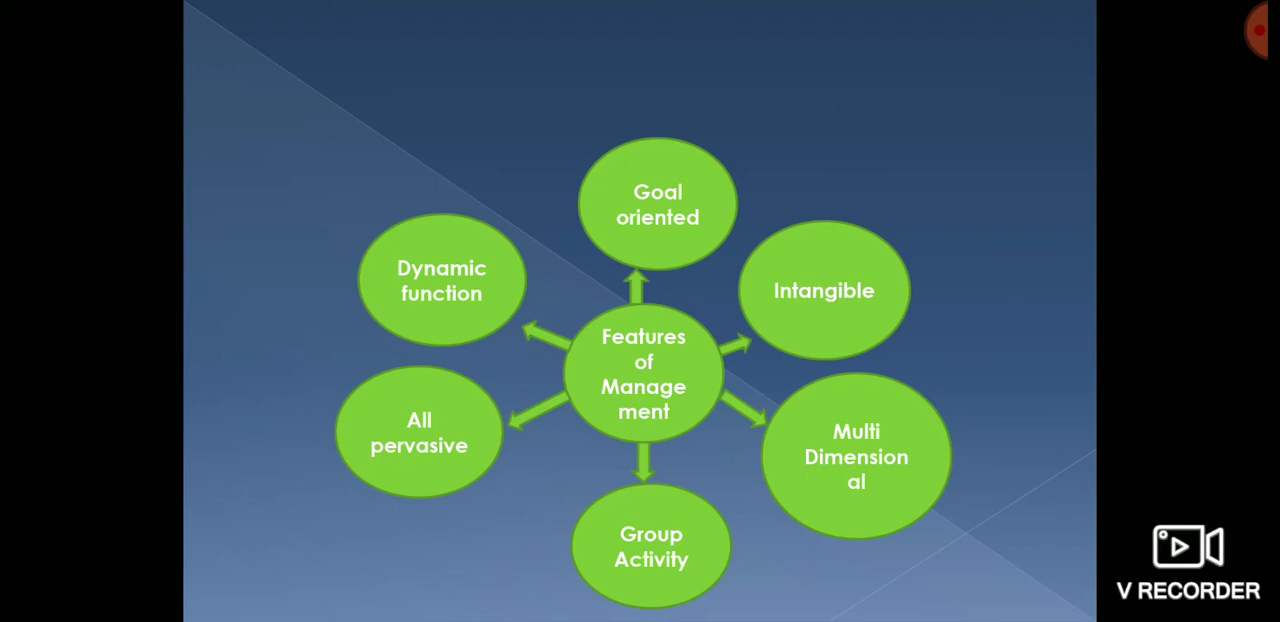 Goal
oriented
Dynamic
function
Intangible
Features
of
Manage
ment
All
pervasive
Multi
Dimension
al
Group
Activity
V RECORDER